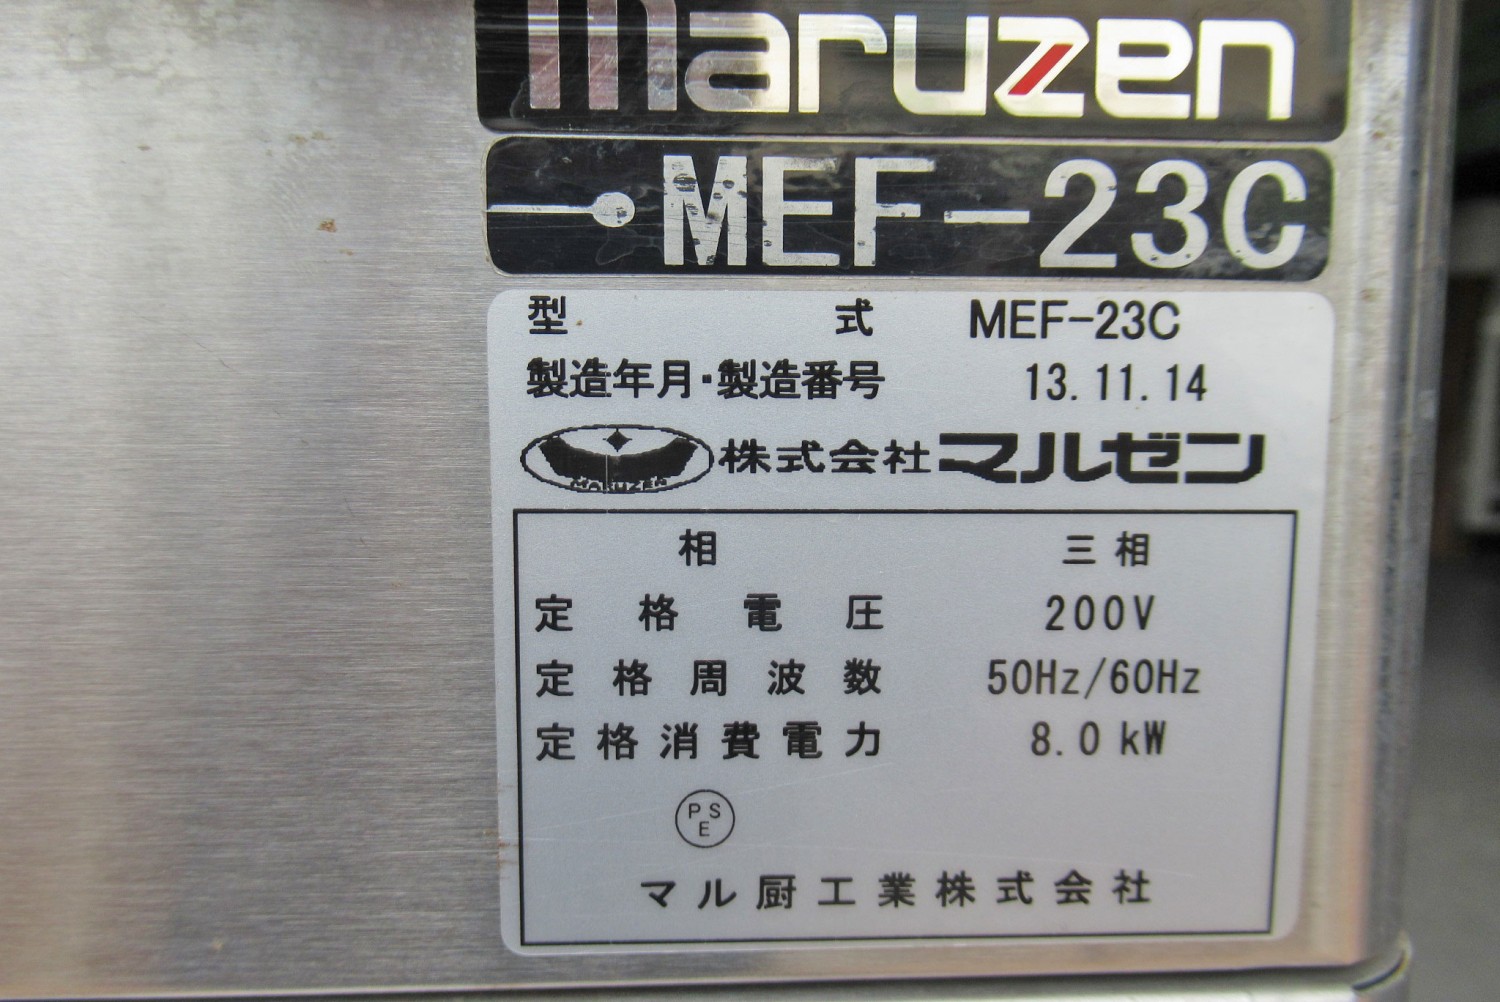 maruzen
MEF-23C
型式 MEF-23C
製造年月・製造番号 13.11.14
MARUZEN 株式会社マルゼン
相 三相
定格電圧 200V
定格周波数 50Hz/60Hz
定格消費電力 8.0kW
PSE
マル厨工業株式会社